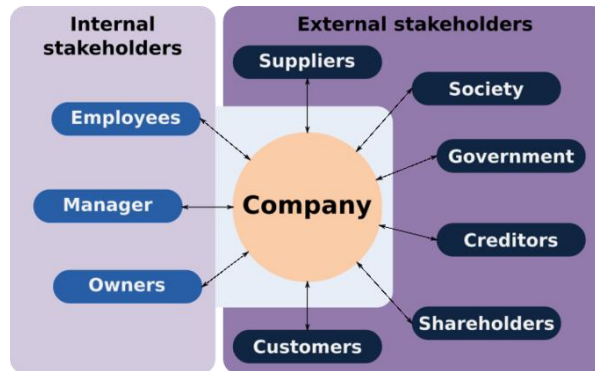 Internal
stakeholders
External stakeholders
Suppliers
Employees
Society
Government
Manager
Company
Creditors
Owners
Shareholders
Customers